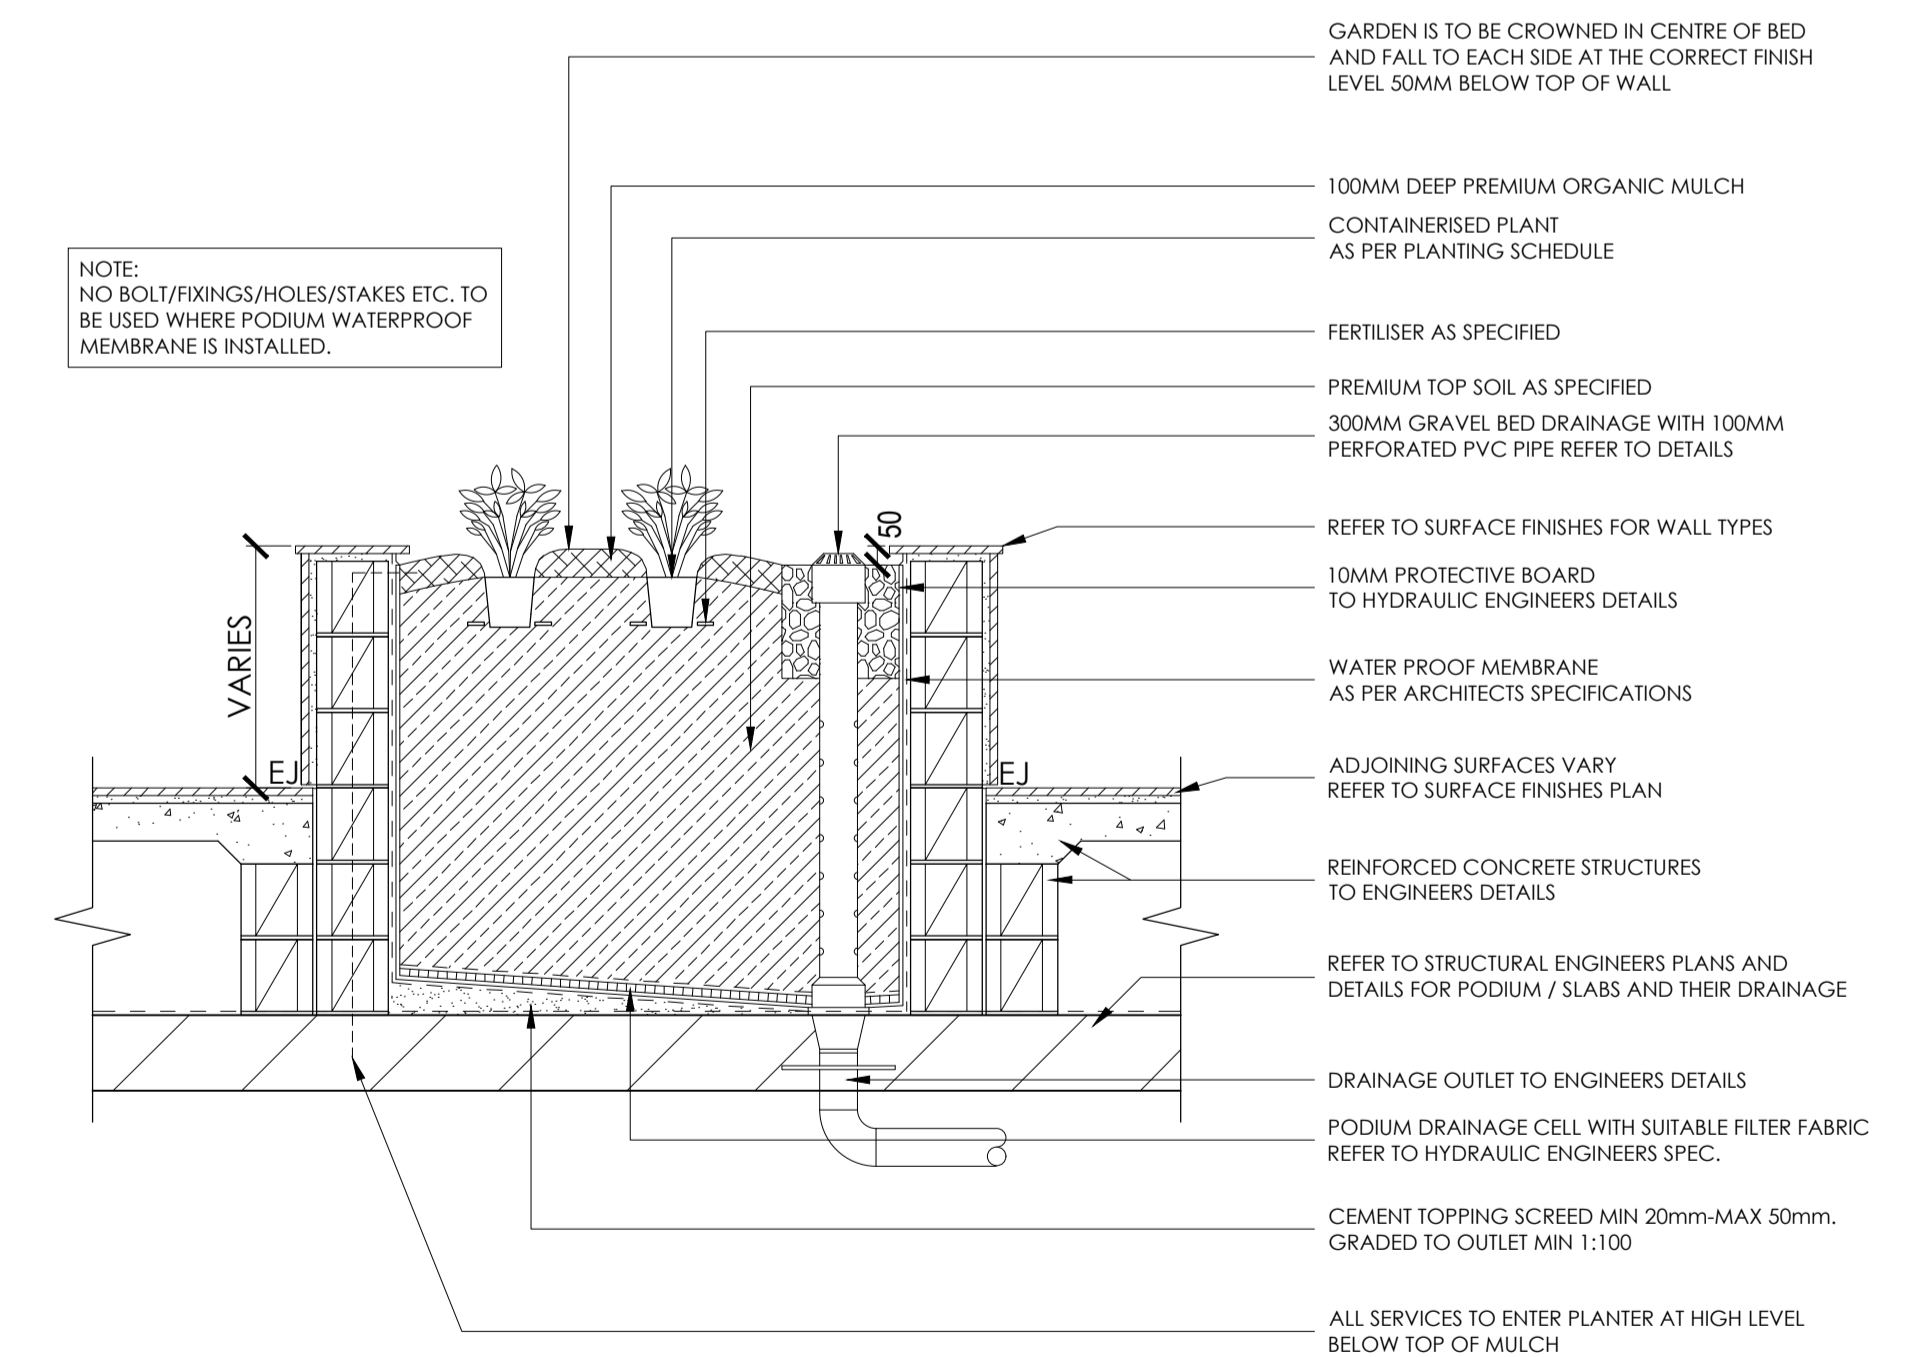 GARDEN IS TO BE CROWNED IN CENTRE OF BED
AND FALL TO EACH SIDE AT THE CORRECT FINISH
LEVEL 50MM BELOW TOP OF WALL
100MM DEEP PREMIUM ORGANIC MULCH
CONTAINERISED PLANT
AS PER PLANTING SCHEDULE
NOTE:
NO BOLT/FIXINGS/HOLES/STAKES ETC. TO
BE USED WHERE PODIUM WATERPROOF
MEMBRANE IS INSTALLED.
FERTILISER AS SPECIFIED
PREMIUM TOP SOIL AS SPECIFIED
300MM GRAVEL BED DRAINAGE WITH 100MM
PERFORATED PVC PIPE REFER TO DETAILS
50
REFER TO SURFACE FINISHES FOR WALL TYPES
10MM PROTECTIVE BOARD
TO HYDRAULIC ENGINEERS DETAILS
VARIES
WATER PROOF MEMBRANE
AS PER ARCHITECTS SPECIFICATIONS
EJ
EJ
ADJOINING SURFACES VARY
REFER TO SURFACE FINISHES PLAN
REINFORCED CONCRETE STRUCTURES
TO ENGINEERS DETAILS
REFER TO STRUCTURAL ENGINEERS PLANS AND
DETAILS FOR PODIUM / SLABS AND THEIR DRAINAGE
DRAINAGE OUTLET TO ENGINEERS DETAILS
PODIUM DRAINAGE CELL WITH SUITABLE FILTER FABRIC
REFER TO HYDRAULIC ENGINEERS SPEC.
CEMENT TOPPING SCREED MIN 20mm-MAX 50mm.
GRADED TO OUTLET MIN 1:100
ALL SERVICES TO ENTER PLANTER AT HIGH LEVEL
BELOW TOP OF MULCH